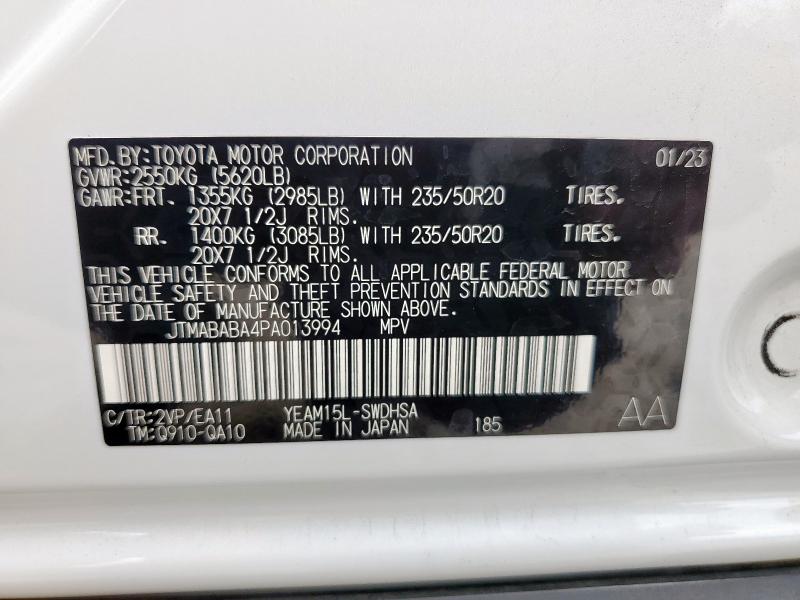 MFD. BY: TOYOTA MOTOR CORPORATION 01/23
GVWR: 2550KG (5620LB)
GAWR: FRT. 1355KG (2985LB) WITH 235/50R20 TIRES.
20X7 1/2J RIMS.
RR. 1400KG (3085LB) WITH 235/50R20 TIRES.
20X7 1/2J RIMS.
THIS VEHICLE CONFORMS TO ALL APPLICABLE FEDERAL MOTOR
VEHICLE SAFETY AND THEFT PREVENTION STANDARDS IN EFFECT ON
THE DATE OF MANUFACTURE SHOWN ABOVE.
JTMABABA4PA013994 MPV
C/TR: 2VP/EA11 YEAM15L-SWDHSA AA
TM: Q910-QA10 MADE IN JAPAN 185